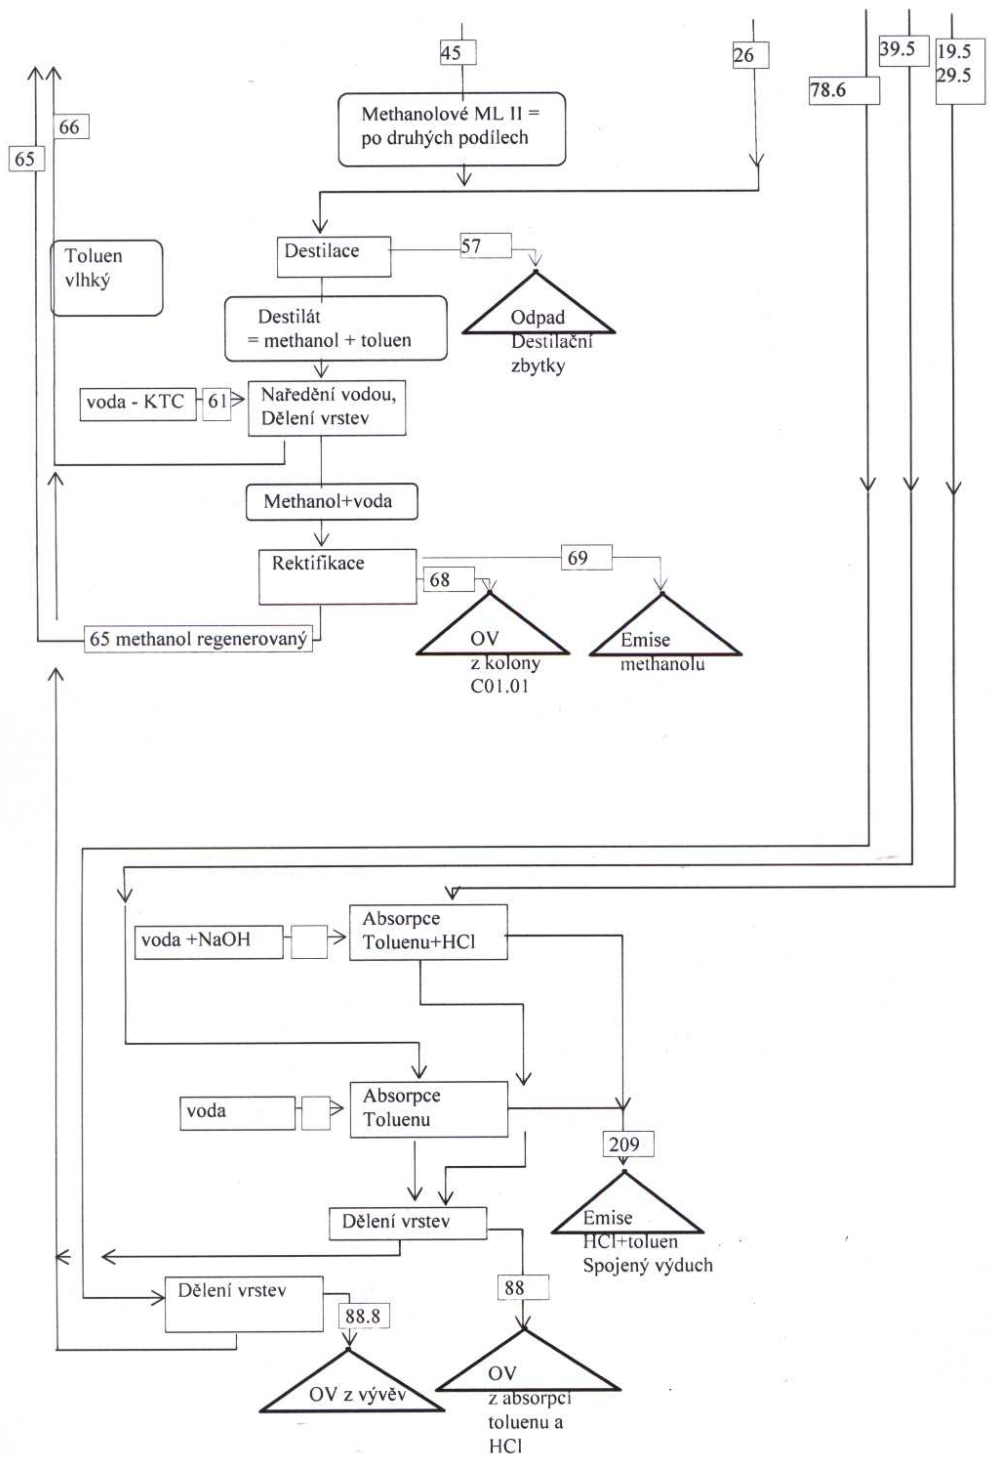 45
26
39.5
19.5
29.5
78.6
Methanolové ML II =
po druhých podílech
66
65
Toluen
vlhký
Destilace
57
Odpad
Destilační
zbytky
Destilát
= methanol + toluen
voda - KTC
61
Naředění vodou,
Dělení vrstev
Methanol+voda
Rektifikace
69
68
65 methanol regenerovaný
OV
z kolony
C01.01
Emise
methanolu
voda +NaOH
Absorpce
Toluenu+HCl
voda
Absorpce
Toluenu
209
Dělení vrstev
Emise
HCl+toluen
Spojený výduch
Dělení vrstev
88
88.8
OV z vývěv
OV
z absorpcí
toluenu a
HCl